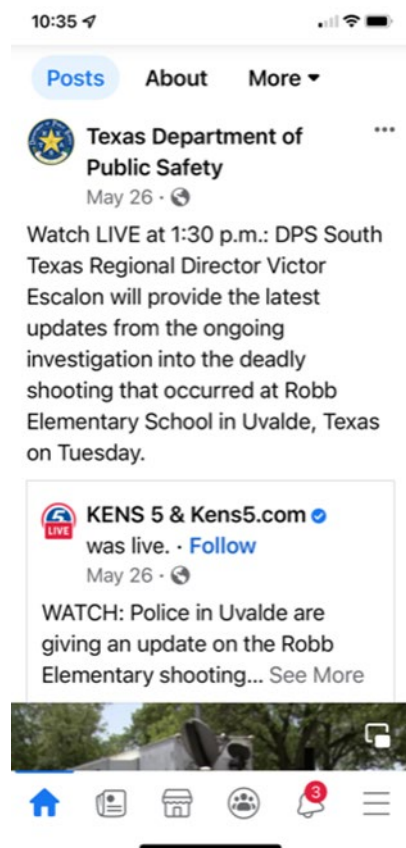 10:35
Posts About More
Texas Department of
Public Safety
May 26 ·
Watch LIVE at 1:30 p.m.: DPS South
Texas Regional Director Victor
Escalon will provide the latest
updates from the ongoing
investigation into the deadly
shooting that occurred at Robb
Elementary School in Uvalde, Texas
on Tuesday.
5
LIVE
KENS 5 & Kens5.com
was live. · Follow
May 26 ·
WATCH: Police in Uvalde are
giving an update on the Robb
Elementary shooting... See More
3